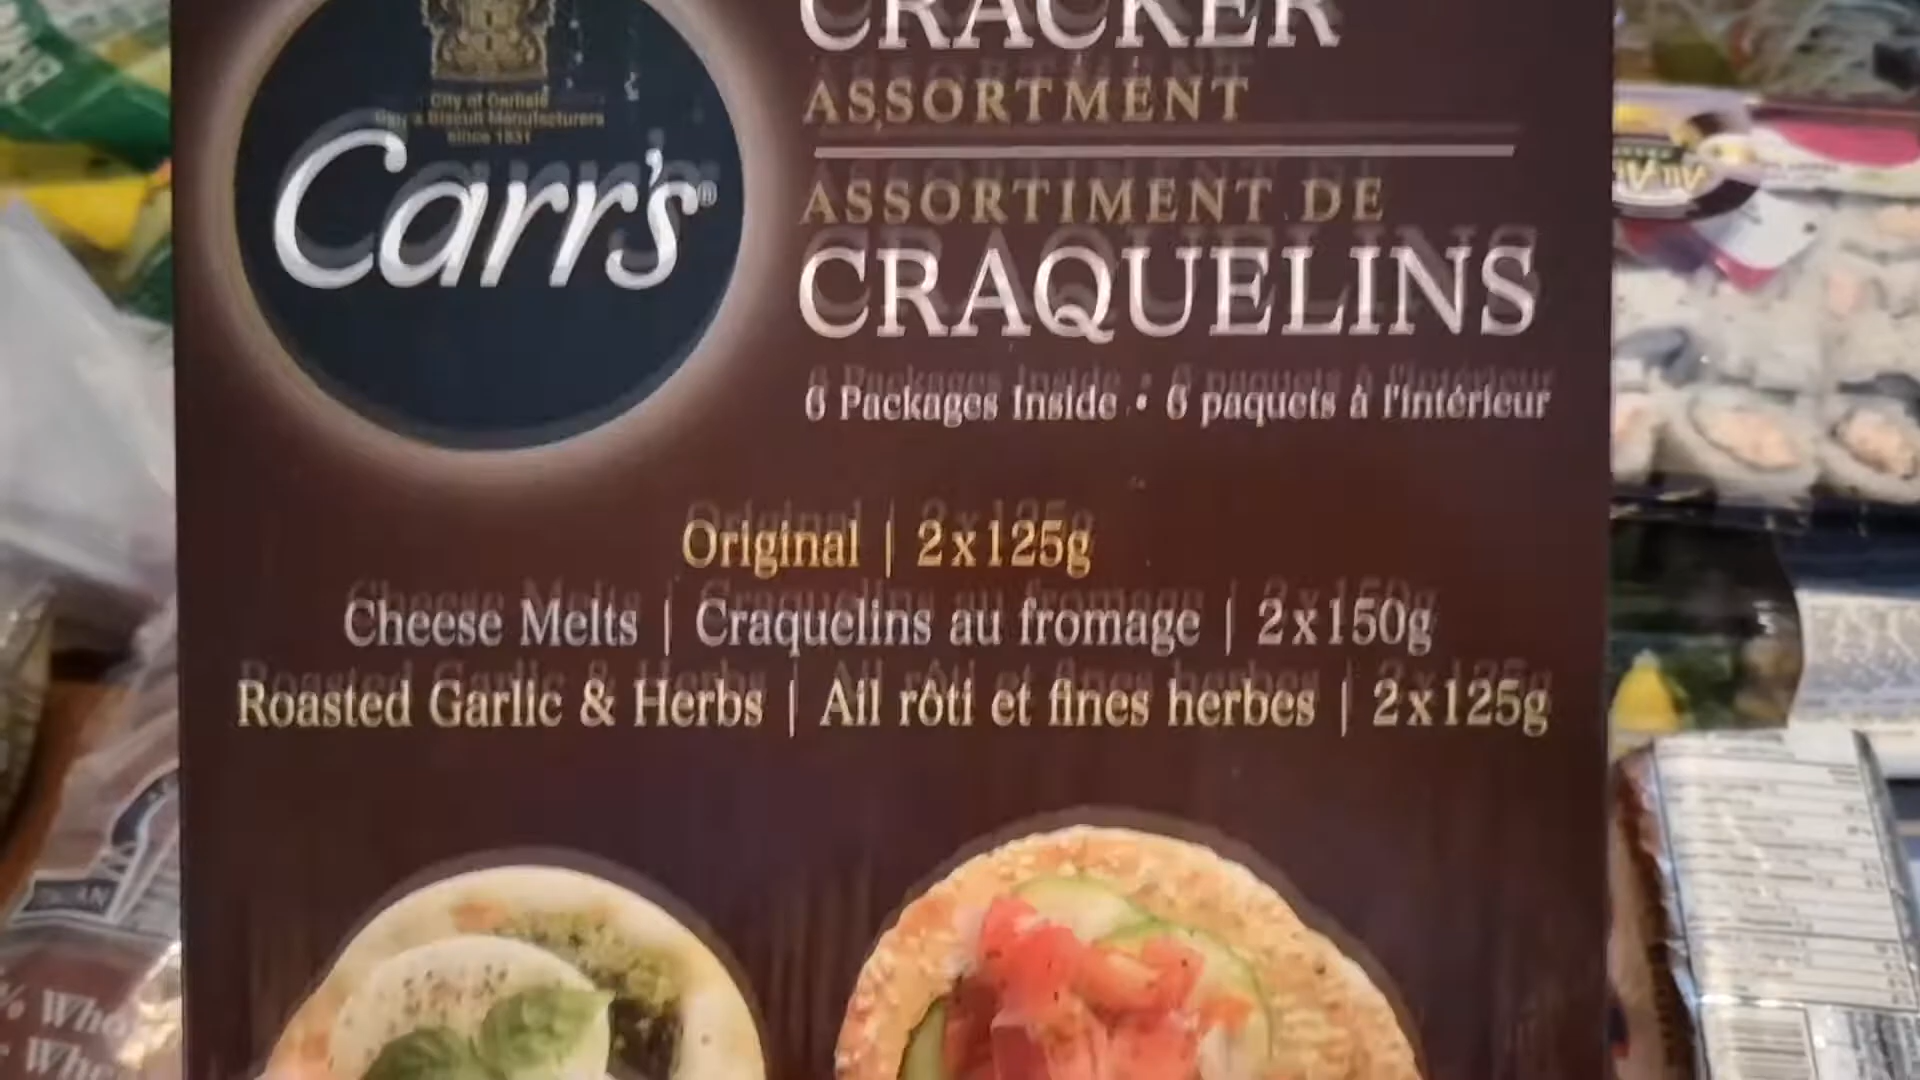 CRACKER
ASSORTMENT
City of Carlisle
Carr's Biscuit Manufacturers
since 1831
Carr's®
ASSORTIMENT DE
CRAQUELINS
6 Packages Inside • 6 paquets à l'intérieur
Original | 2x125g
Cheese Melts | Craquelins au fromage | 2x150g
Roasted Garlic & Herbs | Ail rôti et fines herbes | 2x125g